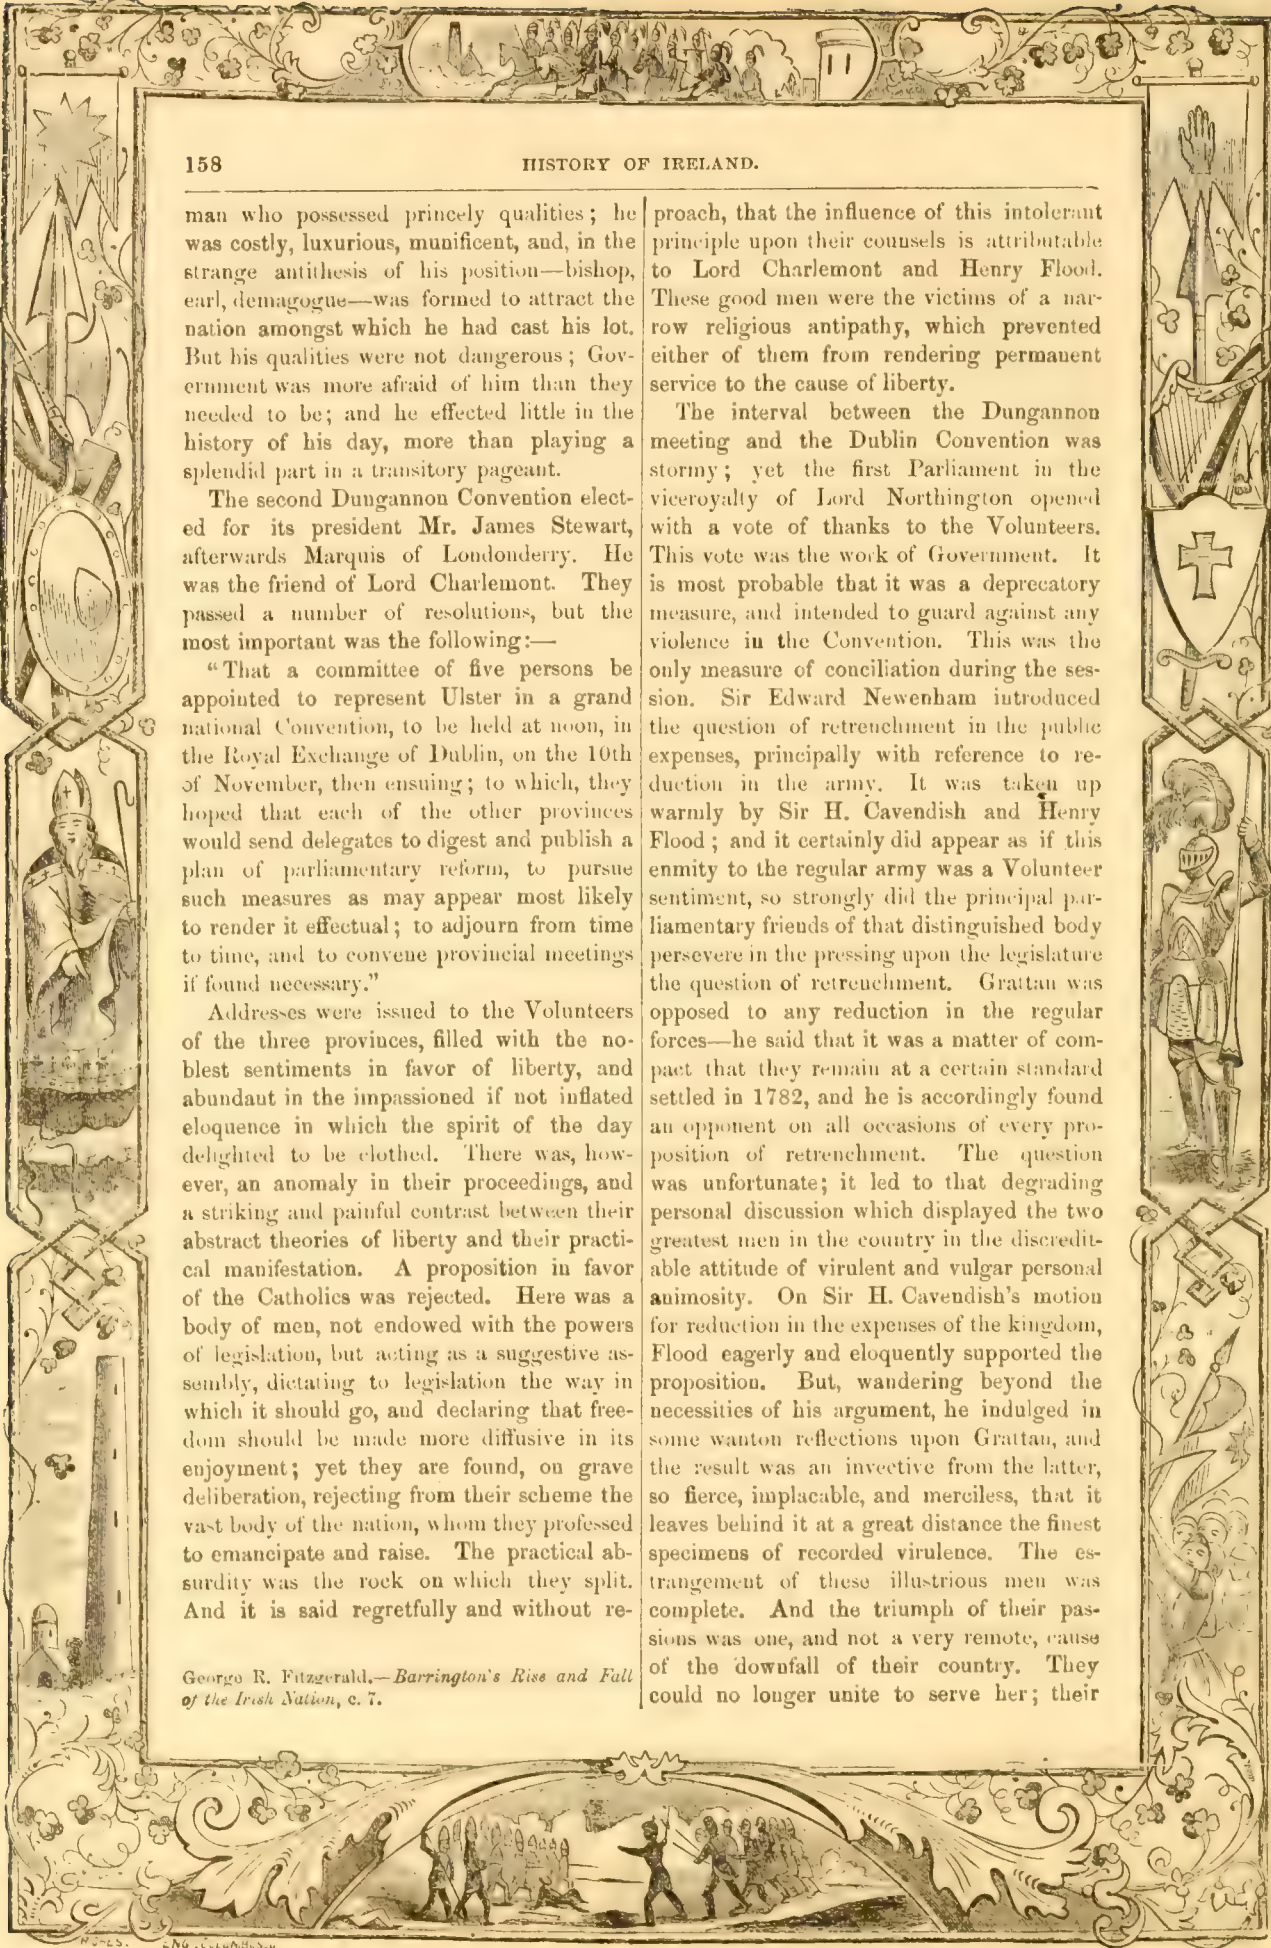 158
HISTORY OF IRELAND.
man who possessed princely qualities; he
was costly, luxurious, munificent, and, in the
strange antithesis of his position—bishop,
earl, demagogue—was formed to attract the
nation amongst which he had cast his lot.
But his qualities were not dangerous; Gov-
ernment was more afraid of him than they
needed to be; and he effected little in the
history of his day, more than playing a
splendid part in a transitory pageant.
The second Dungannon Convention elect-
ed for its president Mr. James Stewart,
afterwards Marquis of Londonderry. He
was the friend of Lord Charlemont. They
passed a number of resolutions, but the
most important was the following:—
"That a committee of five persons be
appointed to represent Ulster in a grand
national Convention, to be held at noon, in
the Royal Exchange of Dublin, on the 10th
of November, then ensuing; to which, they
hoped that each of the other provinces
would send delegates to digest and publish a
plan of parliamentary reform, to pursue
such measures as may appear most likely
to render it effectual; to adjourn from time
to time, and to convene provincial meetings
if found necessary."
Addresses were issued to the Volunteers
of the three provinces, filled with the no-
blest sentiments in favor of liberty, and
abundant in the impassioned if not inflated
eloquence in which the spirit of the day
delighted to be clothed. There was, how-
ever, an anomaly in their proceedings, and
a striking and painful contrast between their
abstract theories of liberty and their practi-
cal manifestation. A proposition in favor
of the Catholics was rejected. Here was a
body of men, not endowed with the powers
of legislation, but acting as a suggestive as-
sembly, dictating to legislation the way in
which it should go, and declaring that free-
dom should be made more diffusive in its
enjoyment; yet they are found, on grave
deliberation, rejecting from their scheme the
vast body of the nation, whom they professed
to emancipate and raise. The practical ab-
surdity was the rock on which they split.
And it is said regretfully and without re-
George R. Fitzgerald.—Barrington's Rise and Fall
of the Irish Nation, c. 7.
proach, that the influence of this intolerant
principle upon their counsels is attributable
to Lord Charlemont and Henry Flood.
These good men were the victims of a nar-
row religious antipathy, which prevented
either of them from rendering permanent
service to the cause of liberty.
The interval between the Dungannon
meeting and the Dublin Convention was
stormy; yet the first Parliament in the
viceroyalty of Lord Northington opened
with a vote of thanks to the Volunteers.
This vote was the work of Government. It
is most probable that it was a deprecatory
measure, and intended to guard against any
violence in the Convention. This was the
only measure of conciliation during the ses-
sion. Sir Edward Newenham introduced
the question of retrenchment in the public
expenses, principally with reference to re-
duction in the army. It was taken up
warmly by Sir H. Cavendish and Henry
Flood; and it certainly did appear as if this
enmity to the regular army was a Volunteer
sentiment, so strongly did the principal par-
liamentary friends of that distinguished body
persevere in the pressing upon the legislature
the question of retrenchment. Grattan was
opposed to any reduction in the regular
forces—he said that it was a matter of com-
pact that they remain at a certain standard
settled in 1782, and he is accordingly found
an opponent on all occasions of every pro-
position of retrenchment. The question
was unfortunate; it led to that degrading
personal discussion which displayed the two
greatest men in the country in the discredit-
able attitude of virulent and vulgar personal
animosity. On Sir H. Cavendish's motion
for reduction in the expenses of the kingdom,
Flood eagerly and eloquently supported the
proposition. But, wandering beyond the
necessities of his argument, he indulged in
some wanton reflections upon Grattan, and
the result was an invective from the latter,
so fierce, implacable, and merciless, that it
leaves behind it at a great distance the finest
specimens of recorded virulence. The es-
trangement of these illustrious men was
complete. And the triumph of their pas-
sions was one, and not a very remote, cause
of the downfall of their country. They
could no longer unite to serve her; their